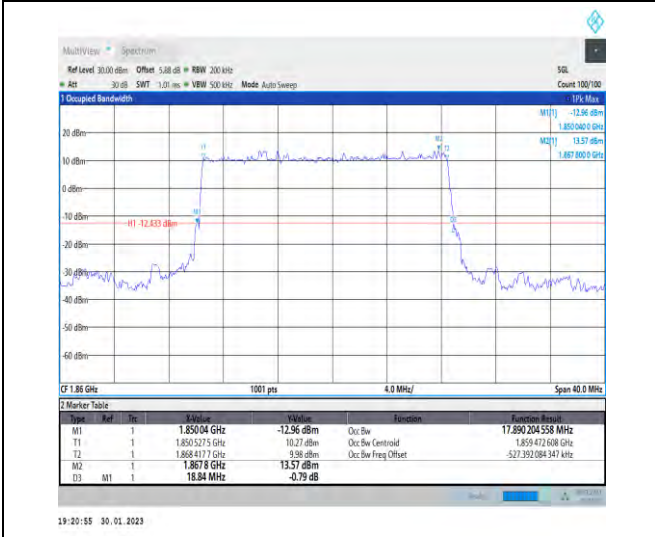 MultiView Spectrum
Ref Level 30.00 dBm Offset 5.88 dB RBW 200 kHz SGL
Att 30 dB SWT 1.01 ms VBW 500 kHz Mode Auto Sweep Count 100/100
1 Occupied Bandwidth 1Pk Max
M1[1] -12.96 dBm
1.850 040 0 GHz
M2[1] 13.57 dBm
1.867 800 0 GHz
20 dBm
M2
T1 T2
10 dBm
0 dBm
-10 dBm
M1
H1 -12.433 dBm
D3
-20 dBm
-30 dBm
-40 dBm
-50 dBm
-60 dBm
CF 1.86 GHz 1001 pts 4.0 MHz/ Span 40.0 MHz
2 Marker Table
Type Ref Trc X-Value Y-Value Function Function Result
M1 1 1.850 04 GHz -12.96 dBm Occ Bw 17.890 204 558 MHz
T1 1 1.850 527 5 GHz 10.27 dBm Occ Bw Centroid 1.859 472 608 GHz
T2 1 1.868 417 7 GHz 9.98 dBm Occ Bw Freq Offset -527.392 084 347 kHz
M2 1 1.867 8 GHz 13.57 dBm
D3 M1 1 18.84 MHz -0.79 dB
19:20:55 30.01.2023